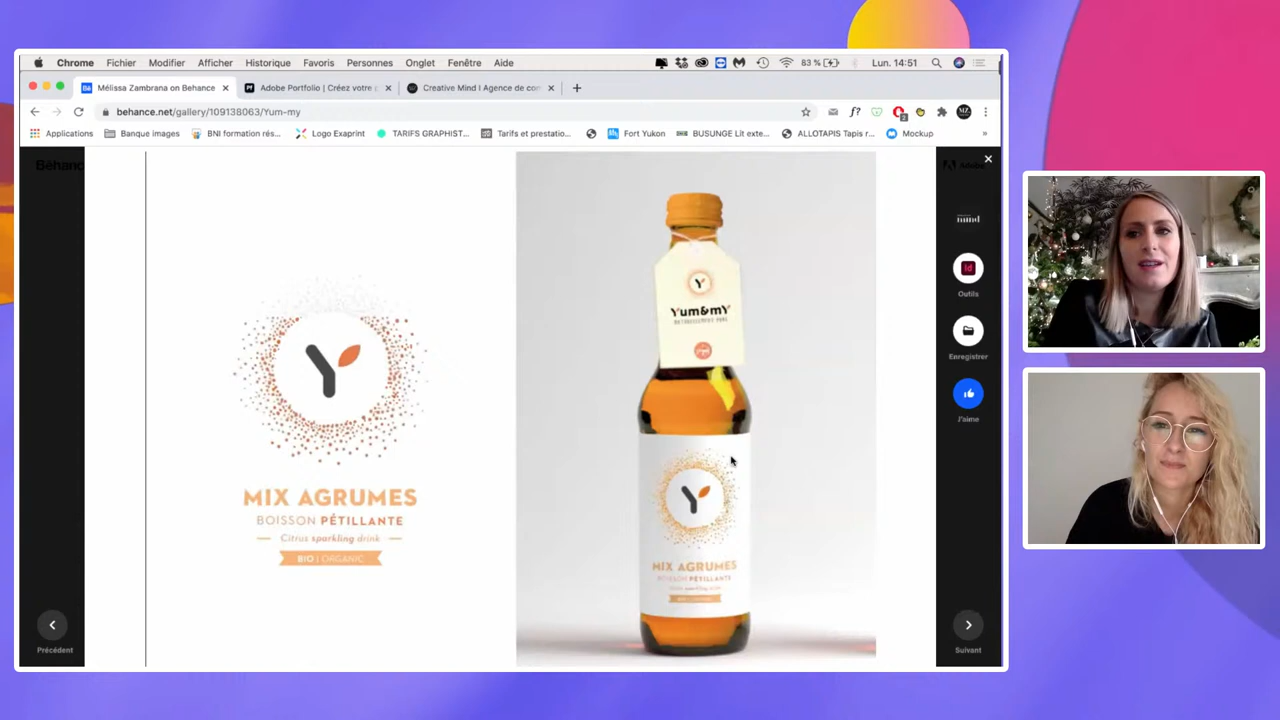 Chrome Fichier Modifier Afficher Historique Favoris Personnes Onglet Fenêtre Aide 83 % Lun. 14:51
Mélissa Zambrana on Behance Adobe Portfolio | Créez votre Creative Mind I Agence de con
behance.net/gallery/109138063/Yum-my
Applications Banque images BNI formation rés... Logo Exaprint TARIFS GRAPHIST... Tarifs et prestatio... Fort Yukon BUSUNGE Lit exte... ALLOTAPIS Tapis r... Mockup »
mind
Outils
Enregistrer
J'aime
Précédent
Suivant
Y
MIX AGRUMES
BOISSON PÉTILLANTE
Citrus sparkling drink
BIO | ORGANIC
Y
Yum&mY
Y
MIX AGRUMES
BOISSON PÉTILLANTE